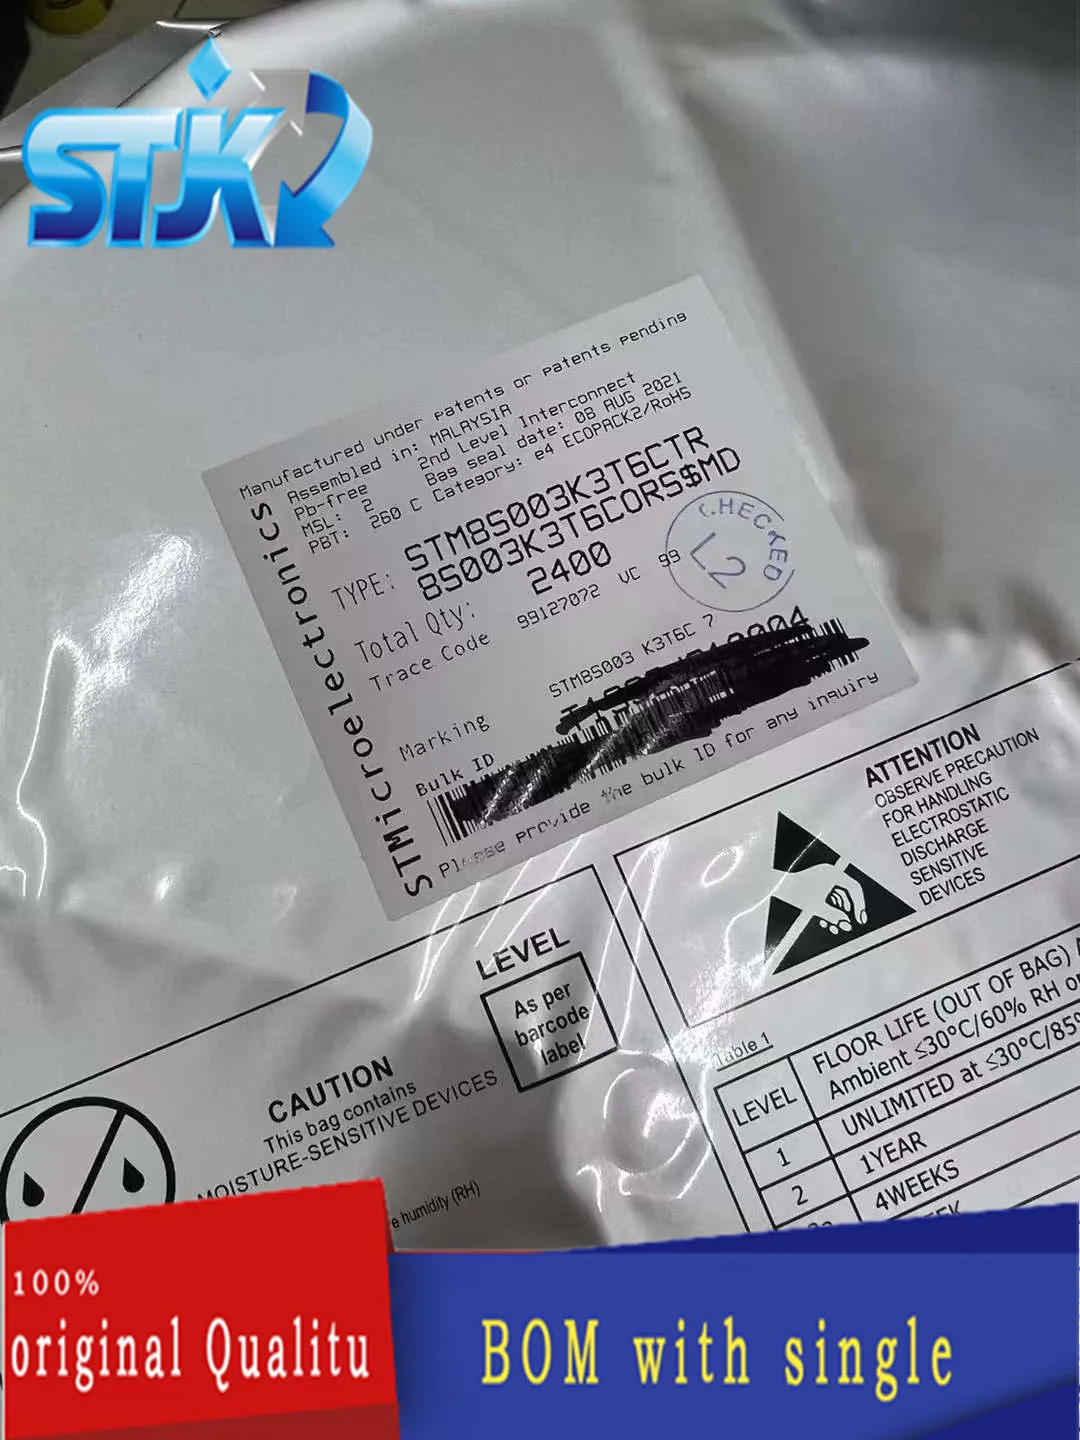 STK
Manufactured under patents or patents pending
Assembled in: MALAYSIA
Pb-free 2nd Level Interconnect
MSL: 2 Bag seal date: 08 AUG 2021
PBT: 260 C Category: e4 ECOPACK2/RoHS
TYPE: STM8S003K3T6CTR
8S003K3T6CORS$MD
Total Qty: 2400
Trace Code 99127072 VC 99
CHECKED
L2
Marking STM8S003 K3T6C 7
Bulk ID
Please provide the bulk ID for any inquiry
STMicroelectronics
ATTENTION
OBSERVE PRECAUTION
FOR HANDLING
ELECTROSTATIC
DISCHARGE
SENSITIVE
DEVICES
LEVEL
As per
barcode
label
CAUTION
This bag contains
MOISTURE-SENSITIVE DEVICES
humidity (RH)
Table 1
LEVEL
FLOOR LIFE (OUT OF BAG)
Ambient ≤30°C/60% RH
1 UNLIMITED at ≤30°C/85%
2 1YEAR
4WEEKS
100%
original Qualitu
BOM with single